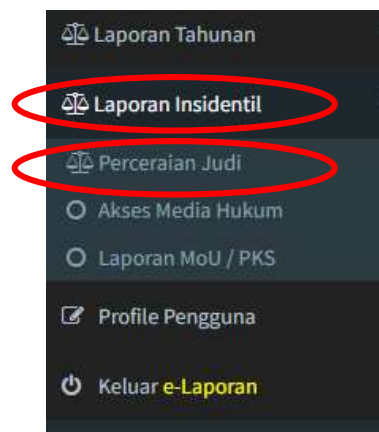 Laporan Tahunan
Laporan Insidentil
Perceraian Judi
Akses Media Hukum
Laporan MoU / PKS
Profile Pengguna
Keluar e-Laporan